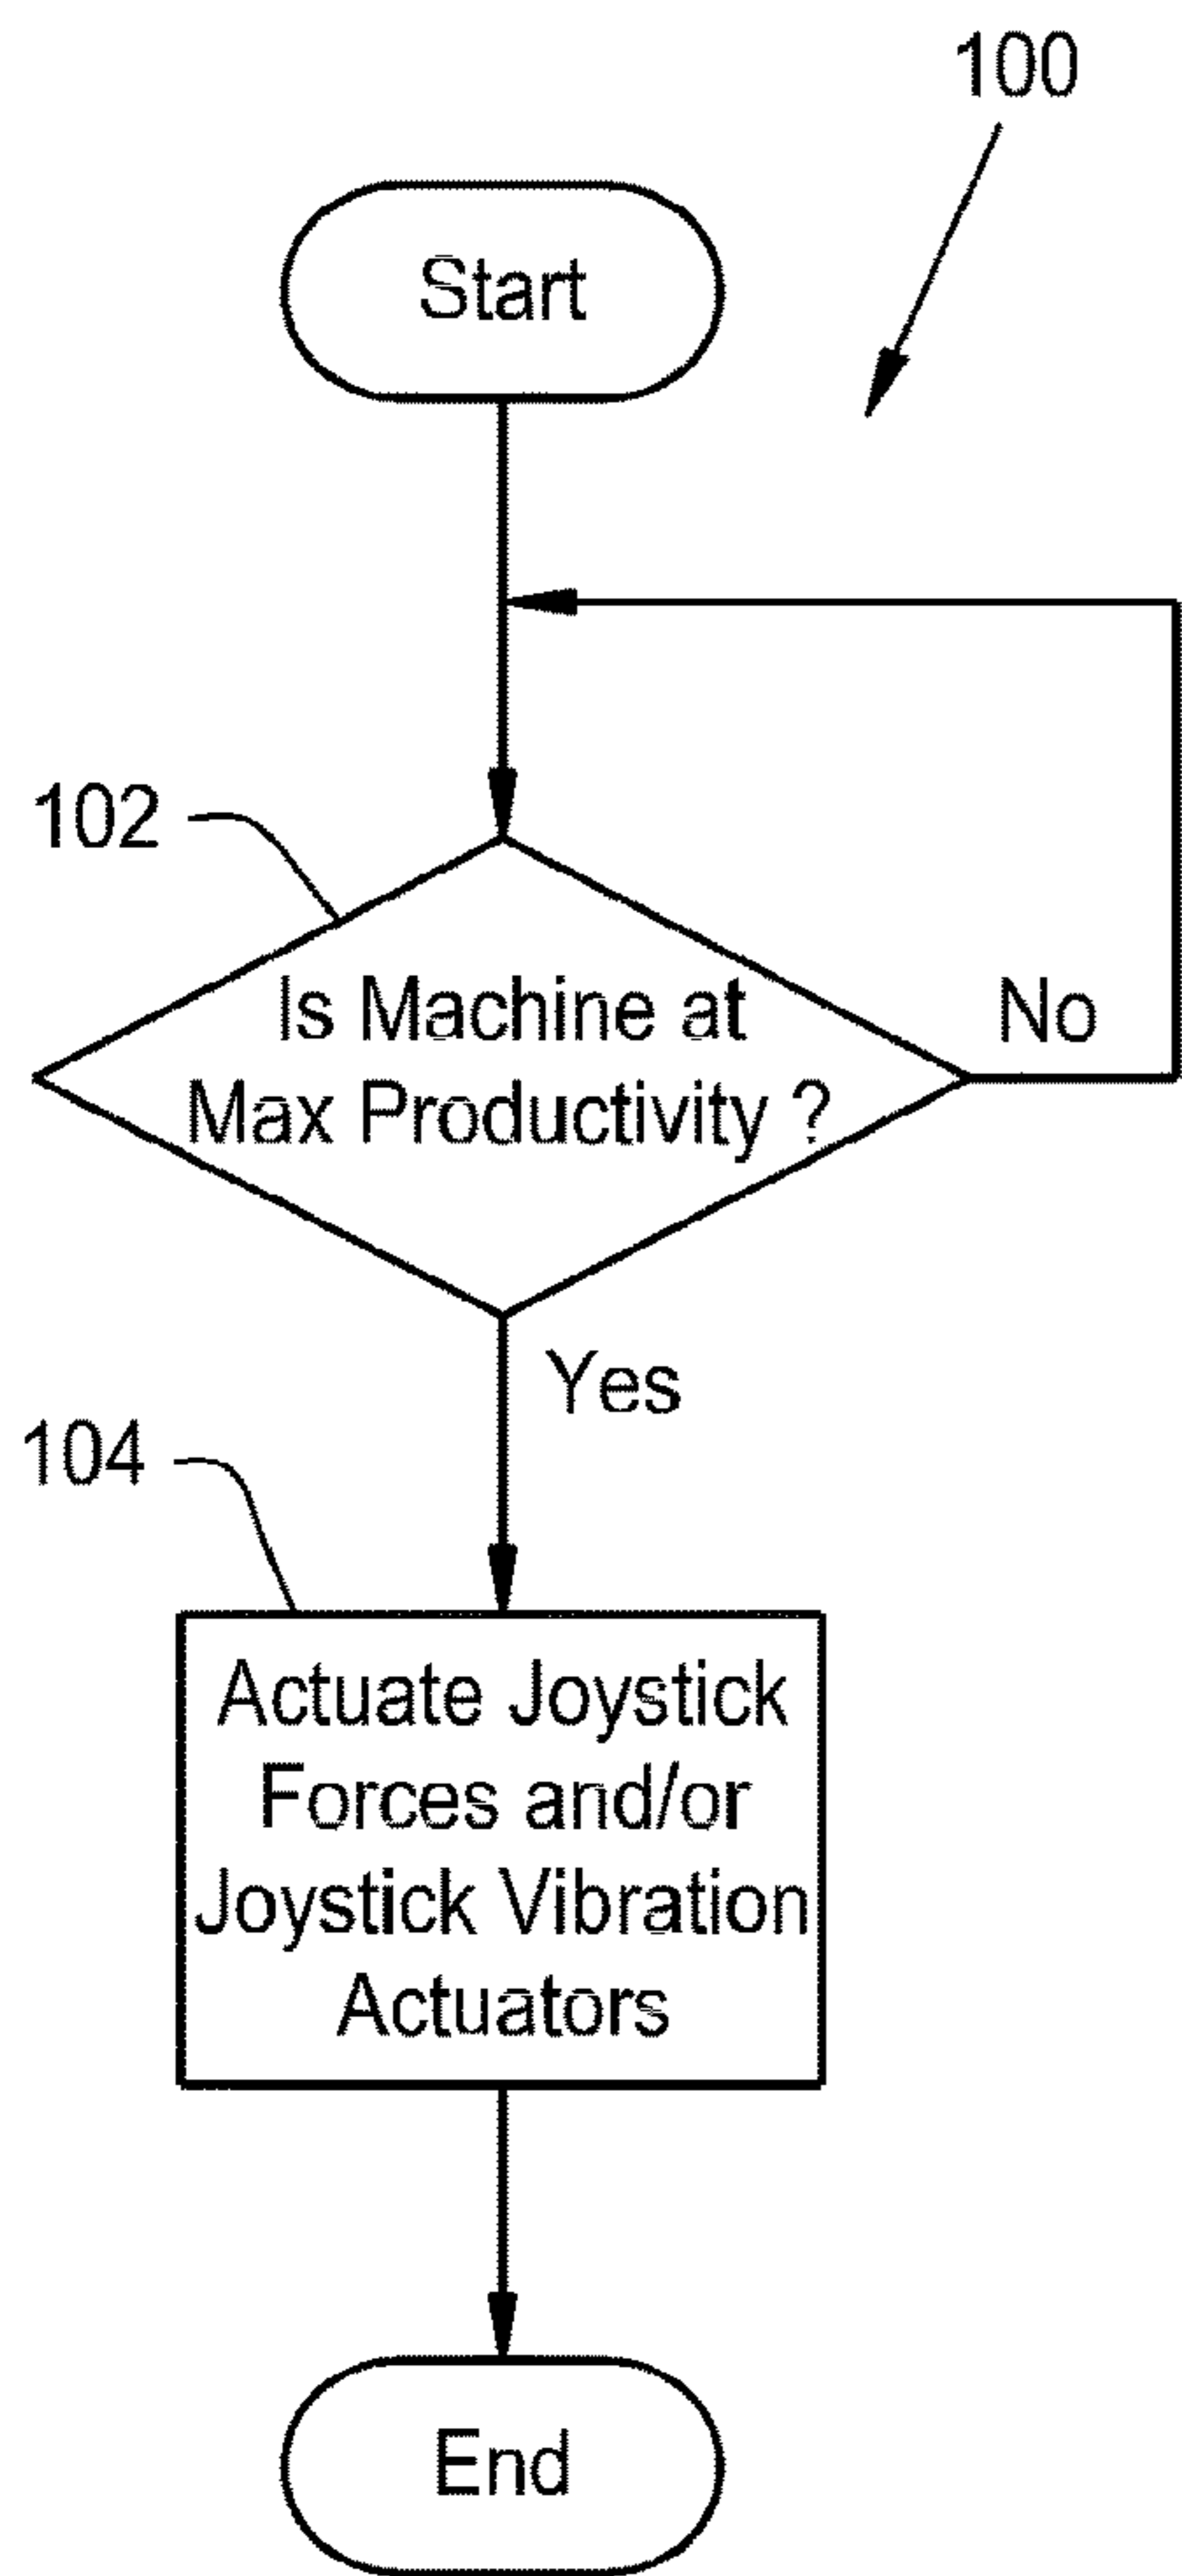 100
Start
102
Is Machine at
Max Productivity ?
No
Yes
104
Actuate Joystick
Forces and/or
Joystick Vibration
Actuators
End